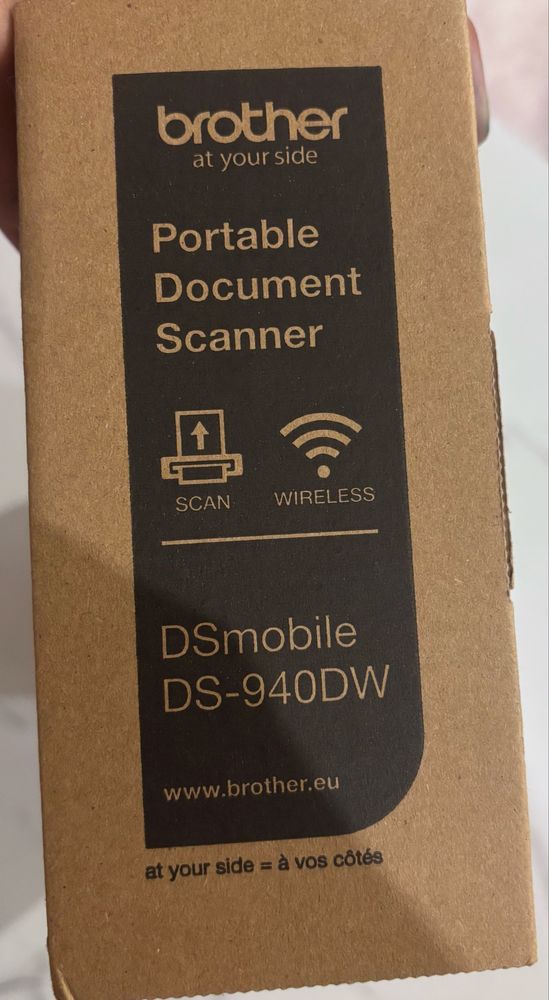 brother
at your side
Portable
Document
Scanner
SCAN WIRELESS
DSmobile
DS-940DW
www.brother.eu
at your side = à vos côtés